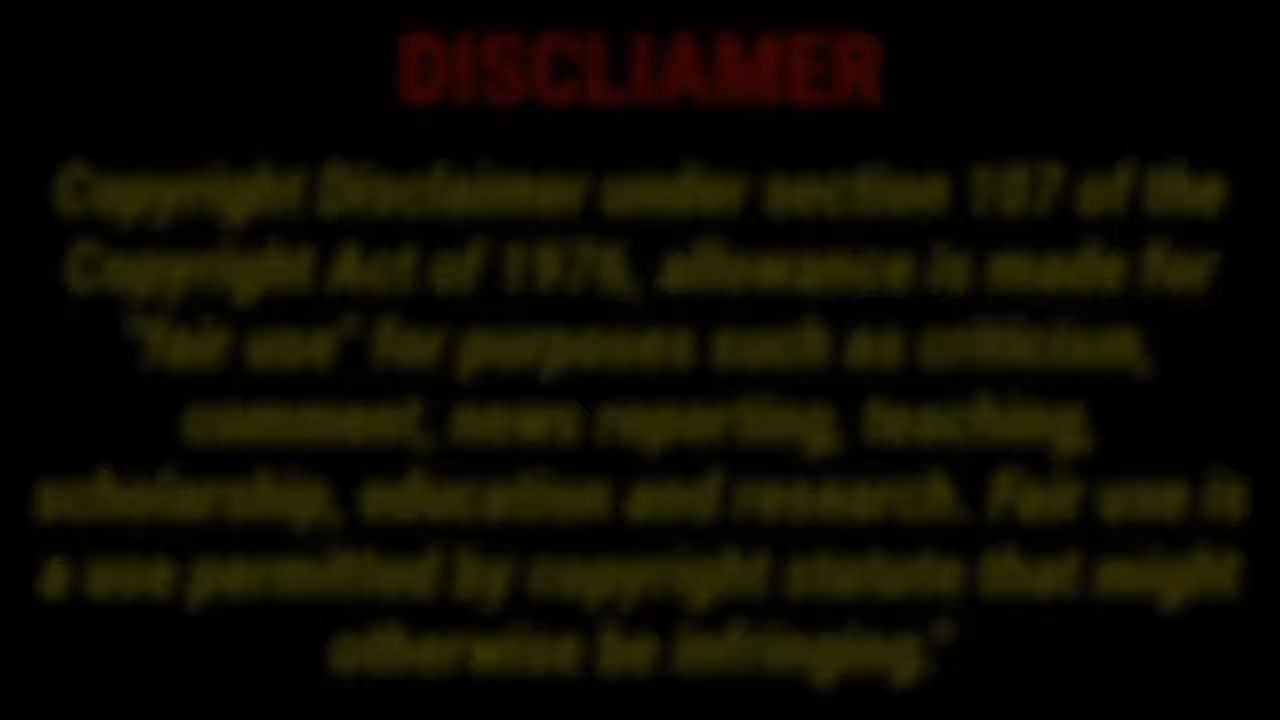 DISCLIAMER
Copyright Disclaimer under section 107 of the
Copyright Act of 1976, allowance is made for
"fair use" for purposes such as criticism,
comment, news reporting, teaching,
scholarship, education and research. Fair use is
a use permitted by copyright statute that might
otherwise be infringing."